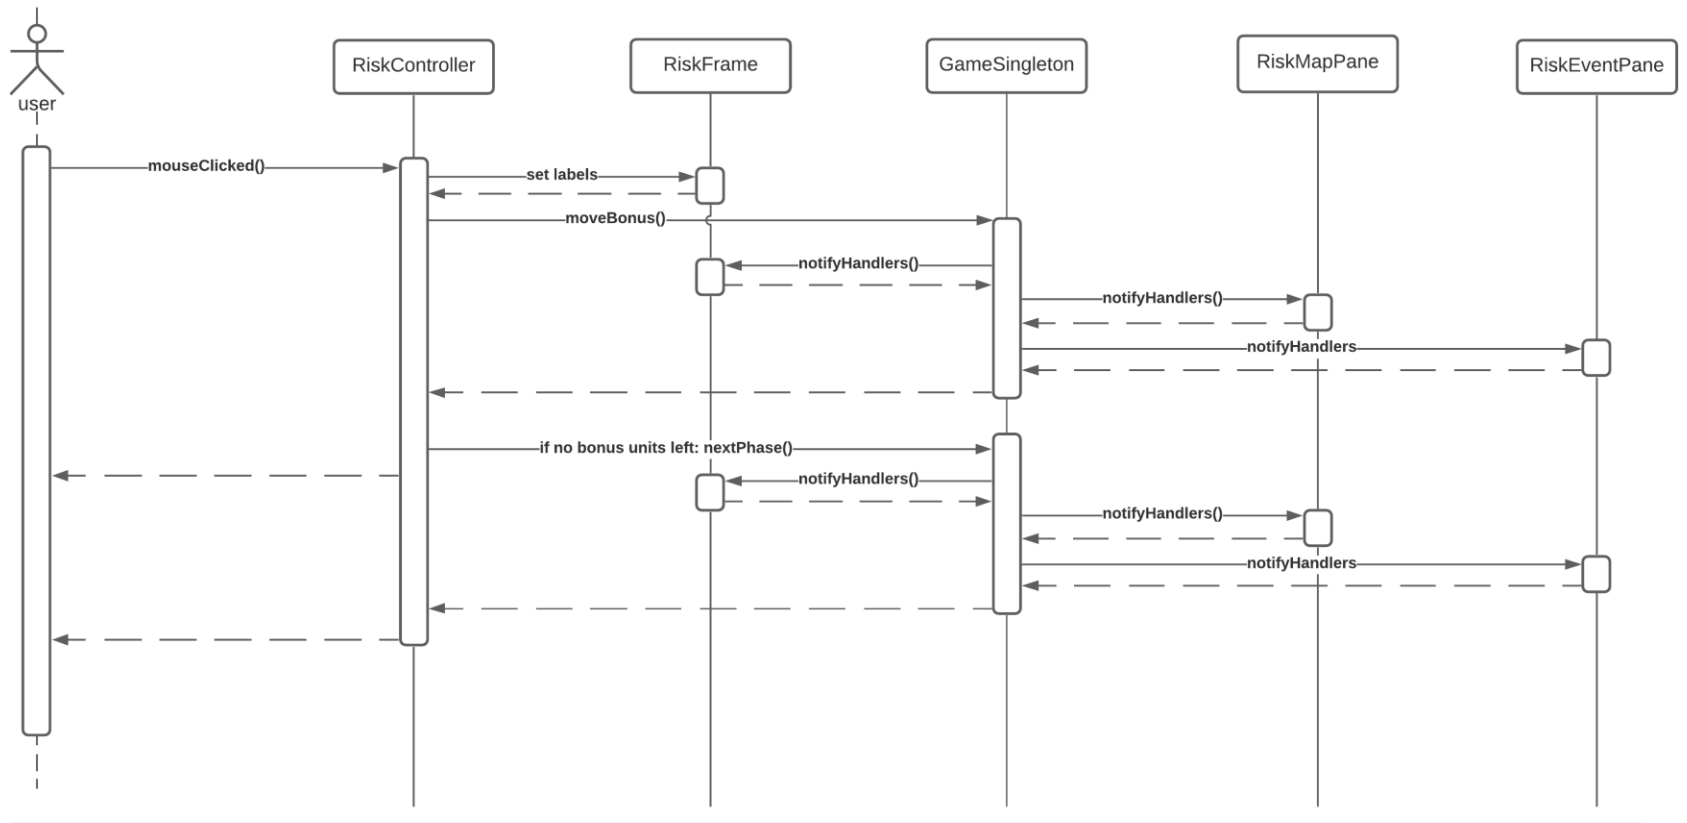 user
RiskController
RiskFrame
GameSingleton
RiskMapPane
RiskEventPane
mouseClicked()
set labels
moveBonus()
notifyHandlers()
notifyHandlers()
notifyHandlers
if no bonus units left: nextPhase()
notifyHandlers()
notifyHandlers()
notifyHandlers